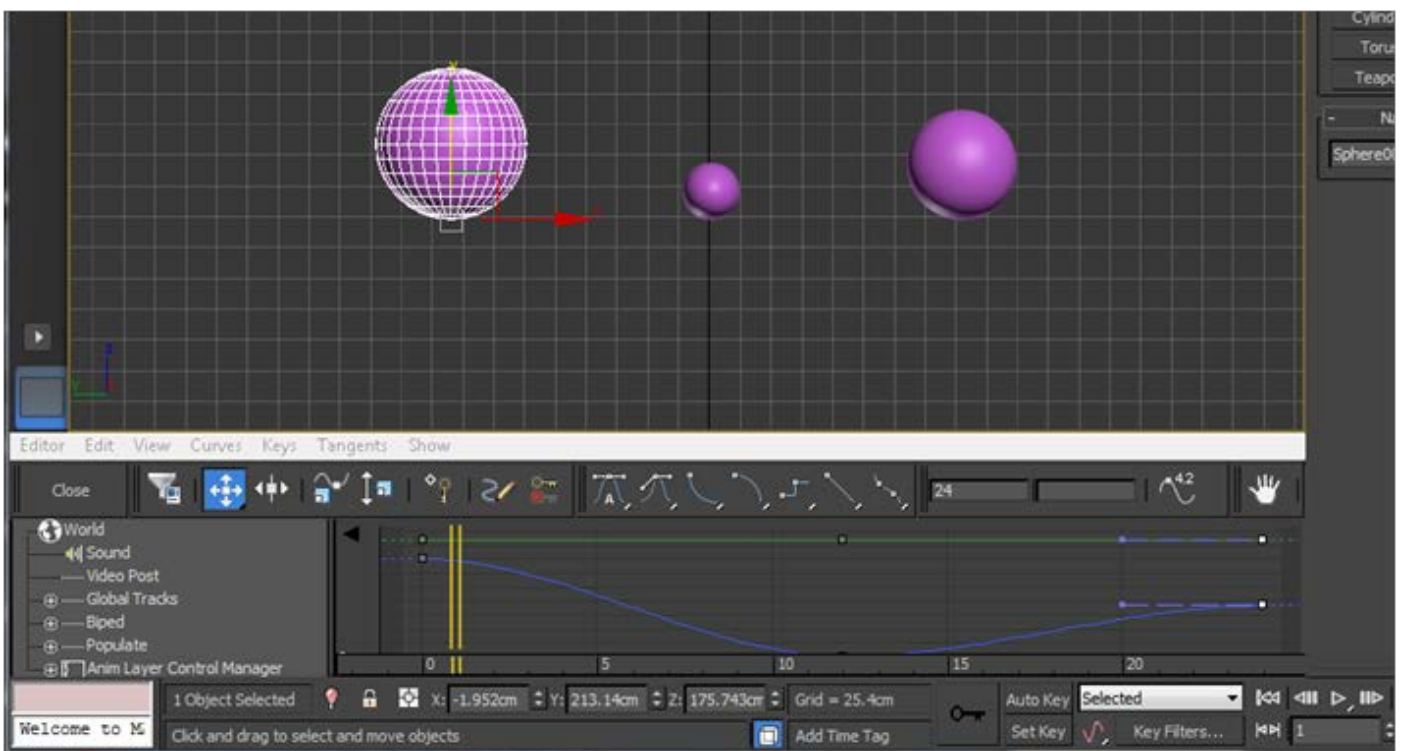 Cylind
Toru
Teapo
- Na
Sphere0
x
z
y
Editor Edit View Curves Keys Tangents Show
Close A 24 4.2
World
Sound
Video Post
Global Tracks
Biped
Populate
Anim Layer Control Manager
0 5 10 15 20
1 Object Selected X: -1.952cm Y: 213.14cm Z: 175.743cm Grid = 25.4cm Auto Key Selected
Welcome to M Click and drag to select and move objects Add Time Tag Set Key Key Filters... 1